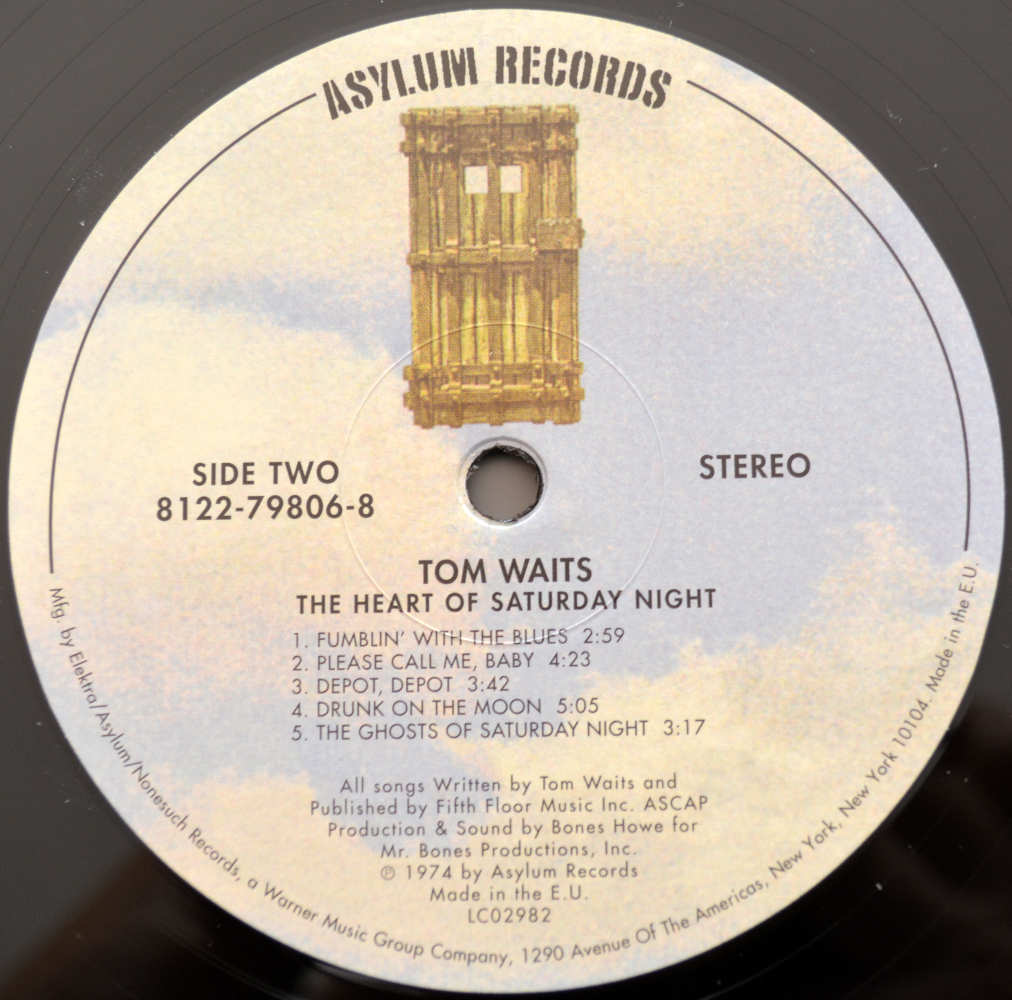 ASYLUM RECORDS
SIDE TWO
8122-79806-8
STEREO
TOM WAITS
THE HEART OF SATURDAY NIGHT
1. FUMBLIN' WITH THE BLUES 2:59
2. PLEASE CALL ME, BABY 4:23
3. DEPOT, DEPOT 3:42
4. DRUNK ON THE MOON 5:05
5. THE GHOSTS OF SATURDAY NIGHT 3:17
All songs Written by Tom Waits and
Published by Fifth Floor Music Inc. ASCAP
Production & Sound by Bones Howe for
Mr. Bones Productions, Inc.
℗ 1974 by Asylum Records
Made in the E.U.
LC02982
Mfg. by Elektra/Asylum/Nonesuch Records, a Warner Music Group Company, 1290 Avenue Of The Americas, New York, New York 10104. Made in the E.U.